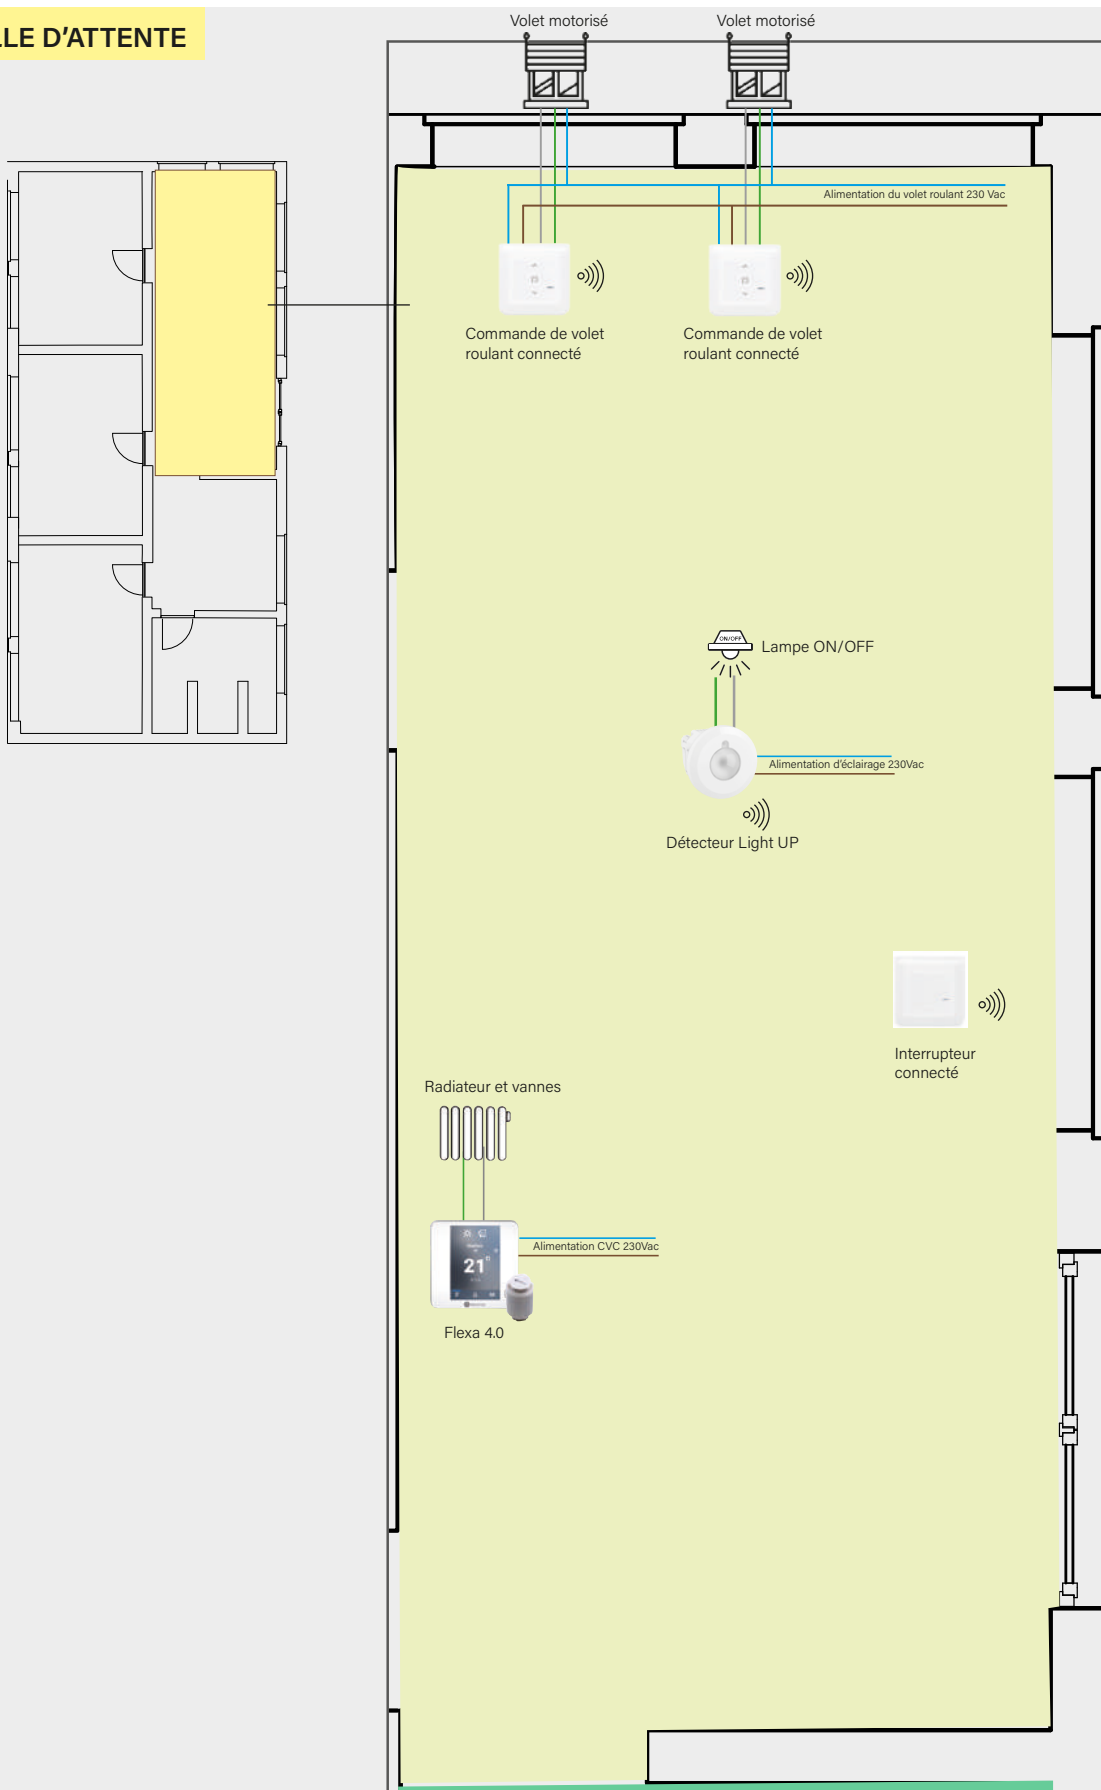 LLE D'ATTENTE
Volet motorisé
Volet motorisé
Alimentation du volet roulant 230 Vac
Commande de volet
roulant connecté
Commande de volet
roulant connecté
ON/OFF
Lampe ON/OFF
Alimentation d'éclairage 230Vac
Détecteur Light UP
Interrupteur
connecté
Radiateur et vannes
21°
Alimentation CVC 230Vac
Flexa 4.0